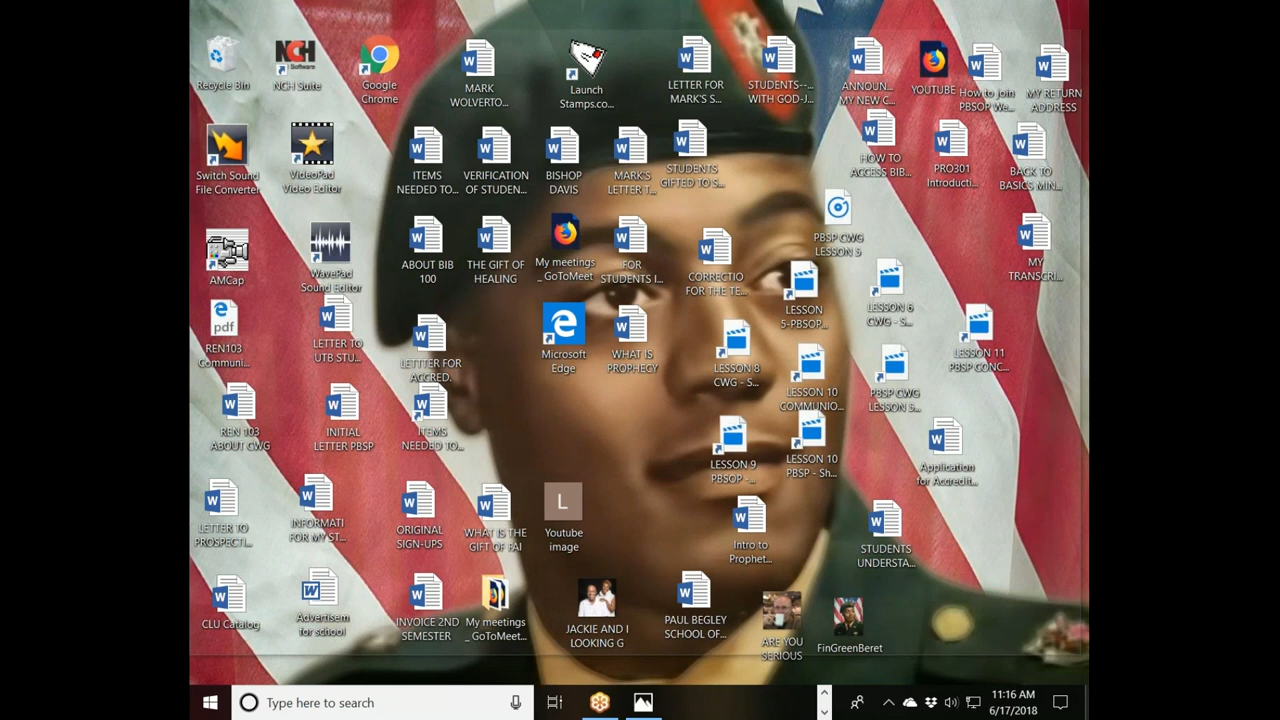 Recycle Bin
NCH
Software
NCH Suite
Google
Chrome
MARK
WOLVERTO...
Launch
Stamps.co...
LETTER FOR
MARK'S S...
STUDENTS--...
WITH GOD-J...
ANNOUN...
MY NEW C...
YOUTUBE
How to join
PBSOP We...
MY RETURN
ADDRESS
Switch Sound
File Converter
VideoPad
Video Editor
ITEMS
NEEDED TO...
VERIFICATION
OF STUDEN...
BISHOP
DAVIS
MARK'S
LETTER T...
STUDENTS
GIFTED TO S...
HOW TO
ACCESS BIB...
PRO301
Introducti...
BACK TO
BASICS MIN...
AMCap
WavePad
Sound Editor
ABOUT BIB
100
THE GIFT OF
HEALING
My meetings
_ GoToMeet
FOR
STUDENTS I...
CORRECTIO
FOR THE TE...
PBSP CWG
LESSON 5
LESSON
5-PBSOP...
LESSON 6
CWG - S...
MY
TRANSCRI...
pdf
REN103
Communi...
LETTER TO
UTB STU...
LETTTER FOR
ACCRED.
Microsoft
Edge
WHAT IS
PROPHECY
LESSON 8
CWG - S...
LESSON 10
COMMUNIO...
PBSP CWG
LESSON 5...
LESSON 11
PBSP CONC...
REN 103
ABOUT CWG
INITIAL
LETTER PBSP
ITEMS
NEEDED TO...
LESSON 9
PBSOP -...
LESSON 10
PBSP - Sh...
Application
for Accredit...
LETTER TO
PROSPECTI...
INFORMATI
FOR MY ST...
ORIGINAL
SIGN-UPS
WHAT IS THE
GIFT OF PAI
L
Youtube
image
Intro to
Prophet...
STUDENTS
UNDERSTA...
CLU Catalog
Advertisem
for school
INVOICE 2ND
SEMESTER
My meetings
_ GoToMeet...
JACKIE AND I
LOOKING G
PAUL BEGLEY
SCHOOL OF...
ARE YOU
SERIOUS
FinGreenBeret
Type here to search
11:16 AM
6/17/2018